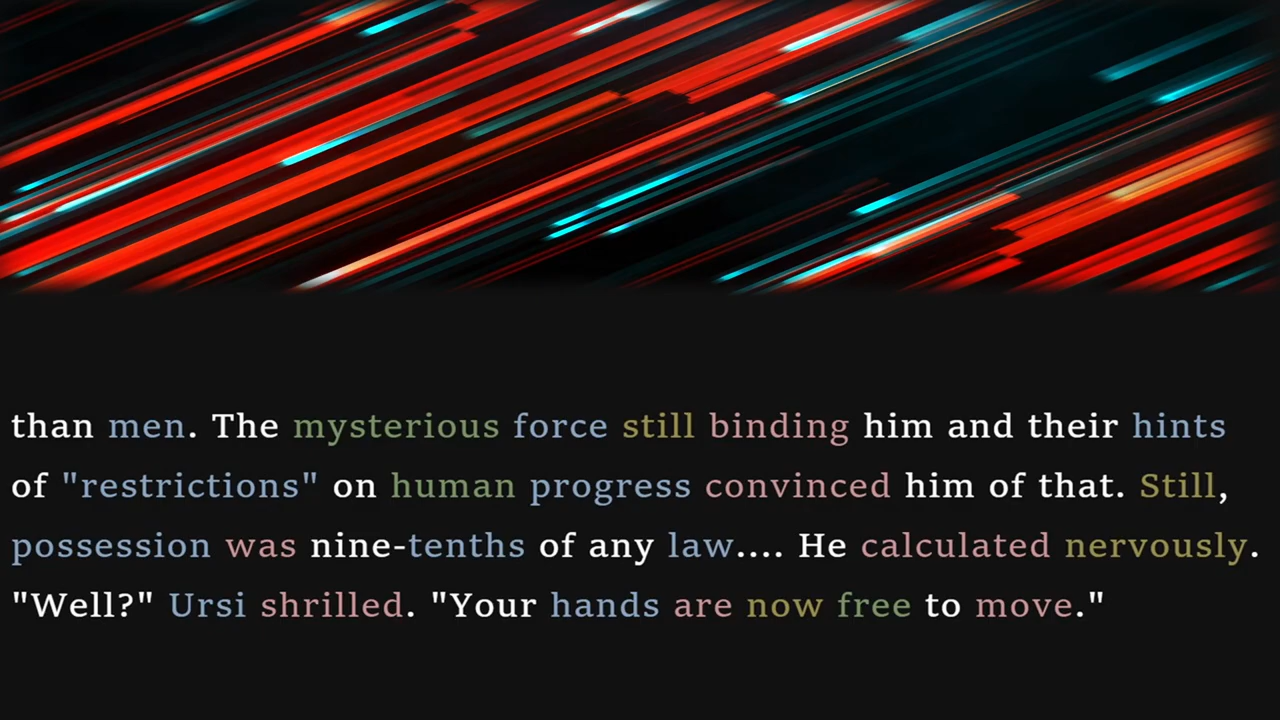 than men. The mysterious force still binding him and their hints
of "restrictions" on human progress convinced him of that. Still,
possession was nine-tenths of any law.... He calculated nervously.
"Well?" Ursi shrilled. "Your hands are now free to move."